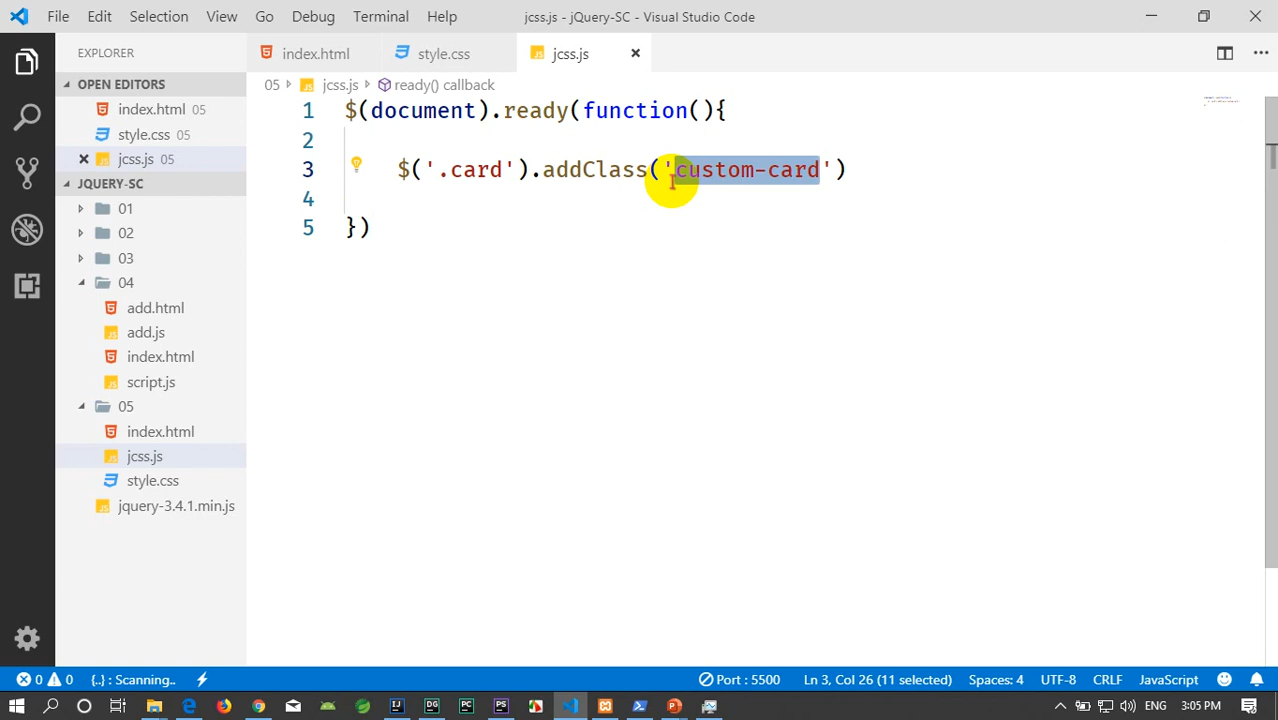 File Edit Selection View Go Debug Terminal Help
jcss.js - jQuery-SC - Visual Studio Code
EXPLORER
OPEN EDITORS
index.html 05
style.css 05
jcss.js 05
JQUERY-SC
01
02
03
04
add.html
add.js
index.html
script.js
05
index.html
jcss.js
style.css
jquery-3.4.1.min.js
index.html style.css jcss.js
05 jcss.js ready() callback
1 $(document).ready(function(){
2
3 $('.card').addClass('custom-card')
4
5 })
0 0 {..} : Scanning.. Port : 5500 Ln 3, Col 26 (11 selected) Spaces: 4 UTF-8 CRLF JavaScript
IJ DG PC PS ENG 3:05 PM